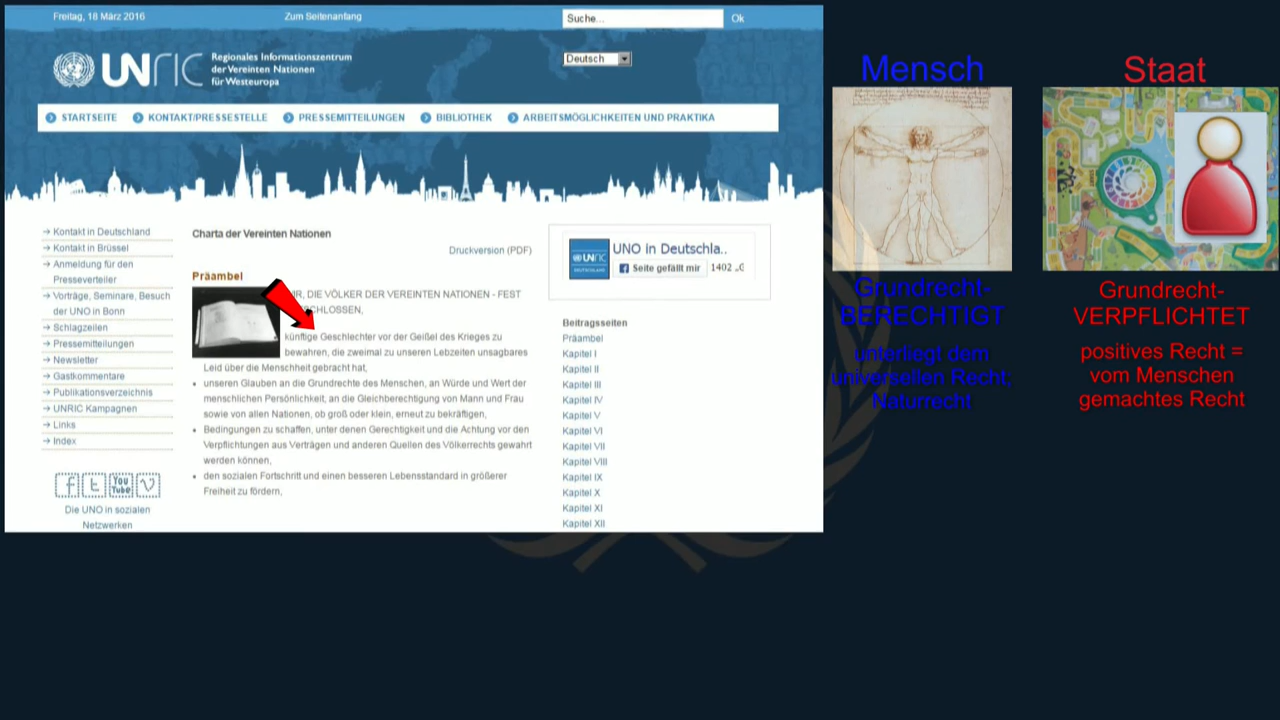 Freitag, 18 März 2016
Zum Seitenanfang
Suche...
Ok
UNRIC
Regionales Informationszentrum
der Vereinten Nationen
für Westeuropa
Deutsch
STARTSEITE
KONTAKT/PRESSESTELLE
PRESSEMITTEILUNGEN
BIBLIOTHEK
ARBEITSMÖGLICHKEITEN UND PRAKTIKA
→ Kontakt in Deutschland
→ Kontakt in Brüssel
→ Anmeldung für den
Presseverteiler
→ Vorträge, Seminare, Besuch
der UNO in Bonn
→ Schlagzeilen
→ Pressemitteilungen
→ Newsletter
→ Gastkommentare
→ Publikationsverzeichnis
→ UNRIC Kampagnen
→ Links
→ Index
You
Tube
Die UNO in sozialen
Netzwerken
Charta der Vereinten Nationen
Druckversion (PDF)
Präambel
IR, DIE VÖLKER DER VEREINTEN NATIONEN - FEST
SCHLOSSEN,
künftige Geschlechter vor der Geißel des Krieges zu
bewahren, die zweimal zu unseren Lebzeiten unsagbares
Leid über die Menschheit gebracht hat,
• unseren Glauben an die Grundrechte des Menschen, an Würde und Wert der
menschlichen Persönlichkeit, an die Gleichberechtigung von Mann und Frau
sowie von allen Nationen, ob groß oder klein, erneut zu bekräftigen,
• Bedingungen zu schaffen, unter denen Gerechtigkeit und die Achtung vor den
Verpflichtungen aus Verträgen und anderen Quellen des Völkerrechts gewahrt
werden können,
• den sozialen Fortschritt und einen besseren Lebensstandard in größerer
Freiheit zu fördern,
UNO in Deutschla..
Seite gefällt mir
1402
Beitragsseiten
Präambel
Kapitel I
Kapitel II
Kapitel III
Kapitel IV
Kapitel V
Kapitel VI
Kapitel VII
Kapitel VIII
Kapitel IX
Kapitel X
Kapitel XI
Kapitel XII
Mensch
Grundrecht-
BERECHTIGT
unterliegt dem
universellen Recht;
Naturrecht
Staat
Grundrecht-
VERPFLICHTET
positives Recht =
vom Menschen
gemachtes Recht